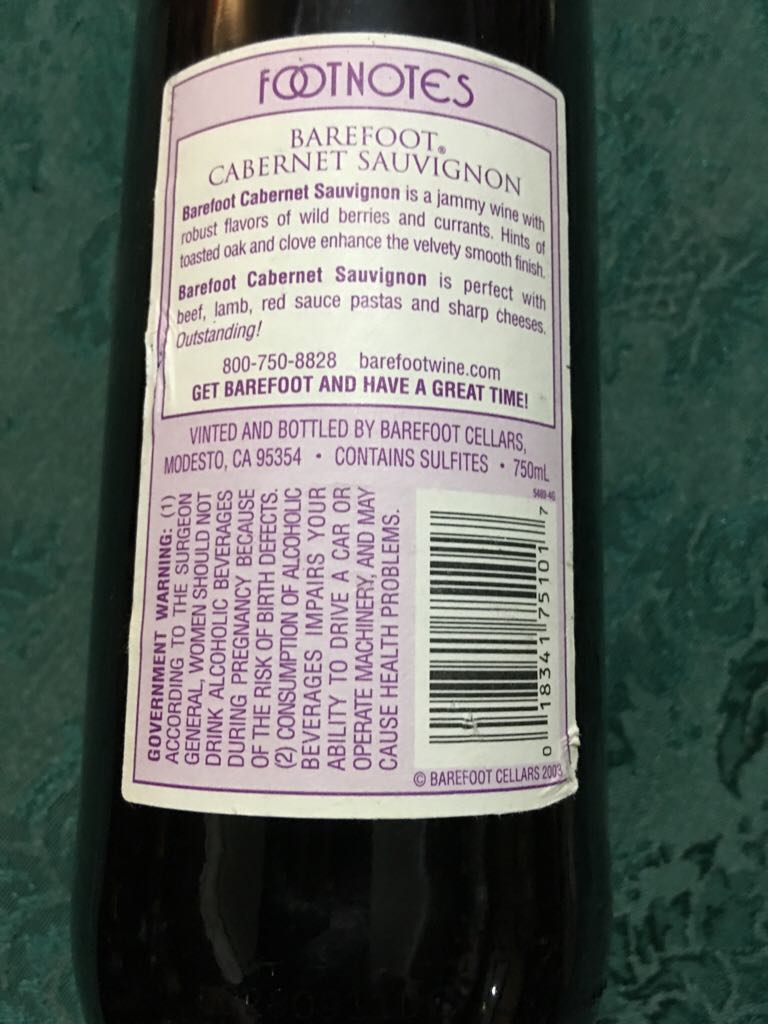 FOOTNOTES
BAREFOOT®
CABERNET SAUVIGNON
Barefoot Cabernet Sauvignon is a jammy wine with
robust flavors of wild berries and currants. Hints of
toasted oak and clove enhance the velvety smooth finish.
Barefoot Cabernet Sauvignon is perfect with
beef, lamb, red sauce pastas and sharp cheeses.
Outstanding!
800-750-8828 barefootwine.com
GET BAREFOOT AND HAVE A GREAT TIME!
VINTED AND BOTTLED BY BAREFOOT CELLARS,
MODESTO, CA 95354 • CONTAINS SULFITES • 750mL
GOVERNMENT WARNING: (1)
ACCORDING TO THE SURGEON
GENERAL, WOMEN SHOULD NOT
DRINK ALCOHOLIC BEVERAGES
DURING PREGNANCY BECAUSE
OF THE RISK OF BIRTH DEFECTS.
(2) CONSUMPTION OF ALCOHOLIC
BEVERAGES IMPAIRS YOUR
ABILITY TO DRIVE A CAR OR
OPERATE MACHINERY, AND MAY
CAUSE HEALTH PROBLEMS.
0 18341 75101 7
© BAREFOOT CELLARS 2003